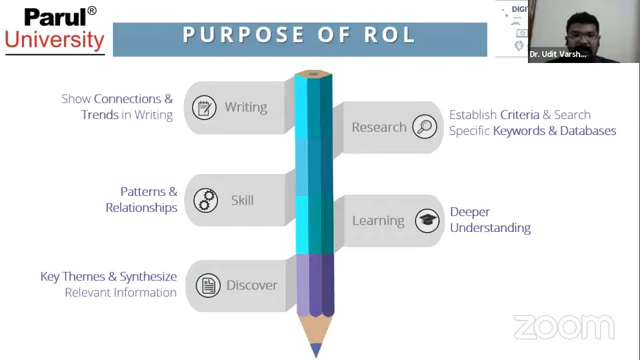 Parul®
University
PURPOSE OF ROL
DIGIT
Dr. Udit Varsh...
Show Connections &
Trends in Writing
Writing
Research
Establish Criteria & Search
Specific Keywords & Databases
Patterns &
Relationships
Skill
Learning
Deeper
Understanding
Key Themes & Synthesize
Relevant Information
Discover
zoom